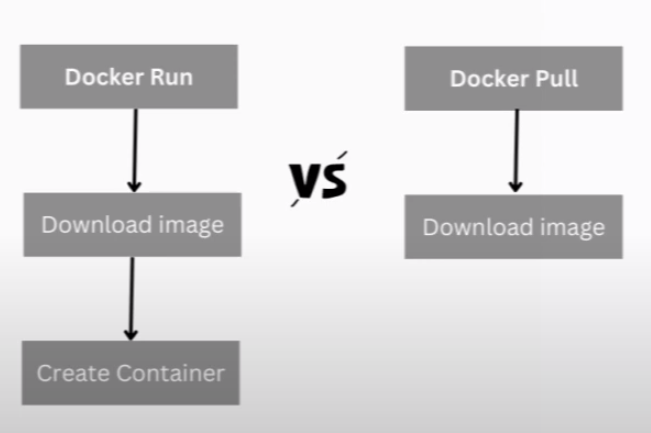 Docker Run
Docker Pull
VS
Download image
Download image
Create Container